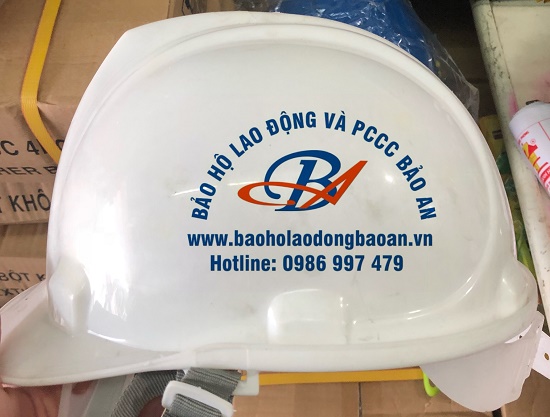 BẢO HỘ LAO ĐỘNG VÀ PCCC BẢO AN
BA
www.baoholaodongbaoan.vn
Hotline: 0986 997 479